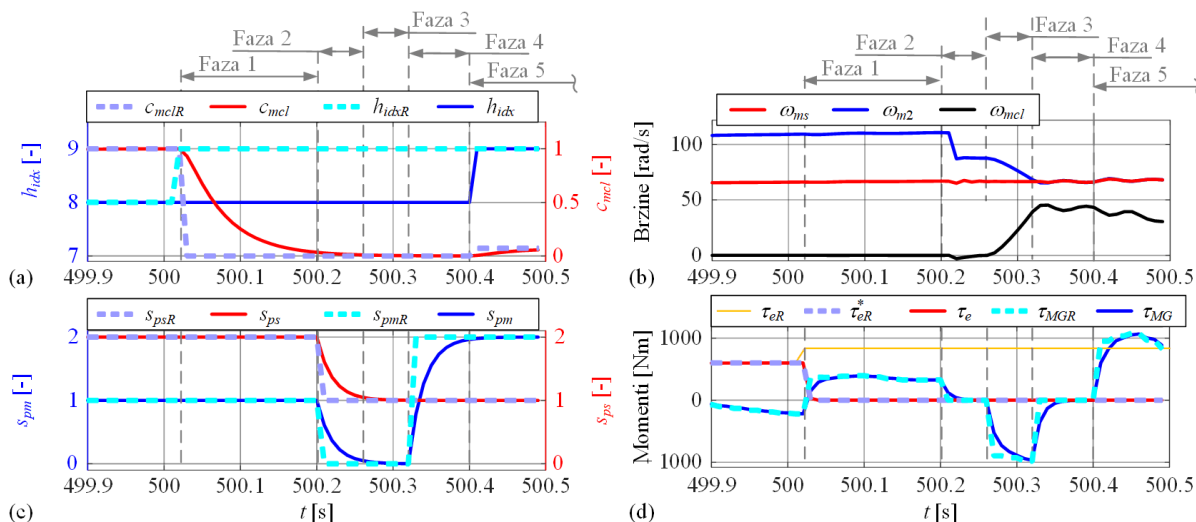 Faza 3
Faza 2
Faza 4
Faza 1
Faza 5
c_mclR c_mcl h_idxR h_idx
h_idx [-]
9
8
7
c_mcl [-]
1
0.5
0
(a)
499.9 500 500.1 500.2 500.3 500.4 500.5
Faza 3
Faza 2
Faza 4
Faza 1
Faza 5
ω_ms ω_m2 ω_mcl
Brzine [rad/s]
100
50
0
(b)
499.9 500 500.1 500.2 500.3 500.4 500.5
s_psR s_ps s_pmR s_pm
s_pm [-]
2
1
0
s_ps [-]
2
1
0
(c)
499.9 500 500.1 500.2 500.3 500.4 500.5
t [s]
τ_eR τ*_eR τ_e τ_MGR τ_MG
Momenti [Nm]
1000
0
1000
(d)
499.9 500 500.1 500.2 500.3 500.4 500.5
t [s]